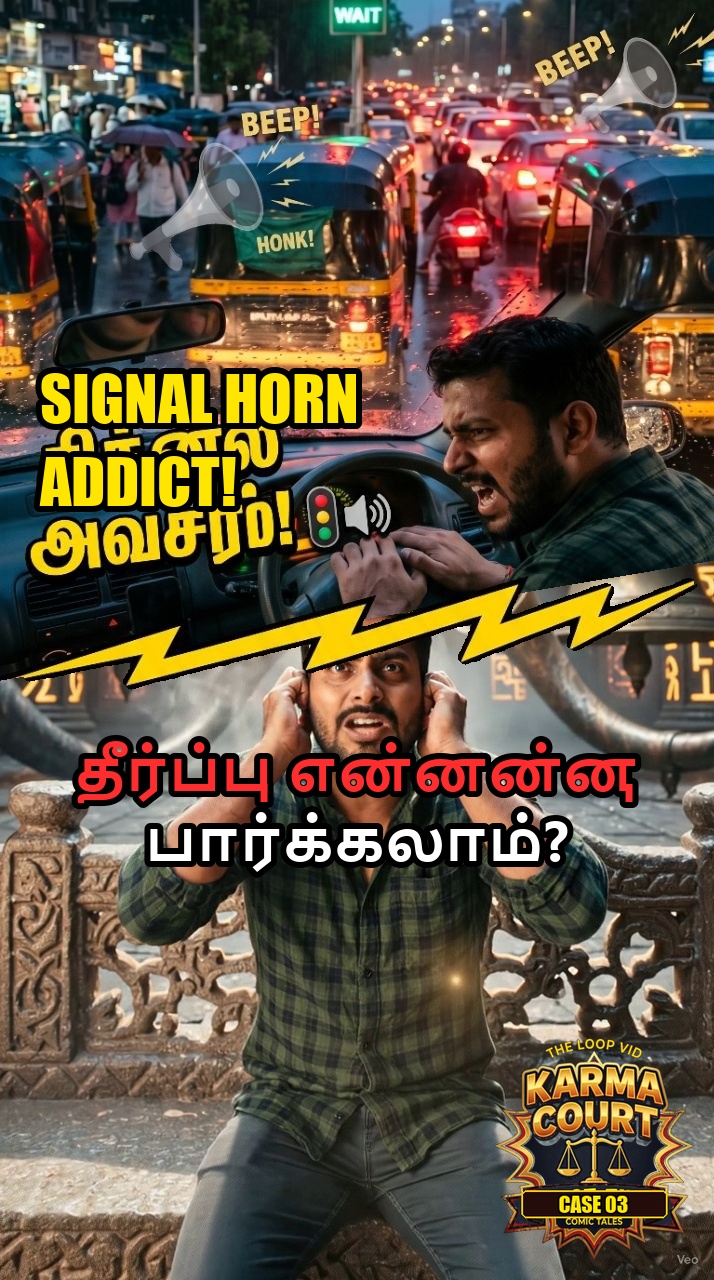 WAIT
BEEP!
BEEP!
HONK!
SIGNAL HORN
ADDICT!
அவசரம்!
தீர்ப்பு என்னன்னு
பார்க்கலாம்?
THE LOOP VID
KARMA
COURT
CASE 03
COMIC TALES
Veo